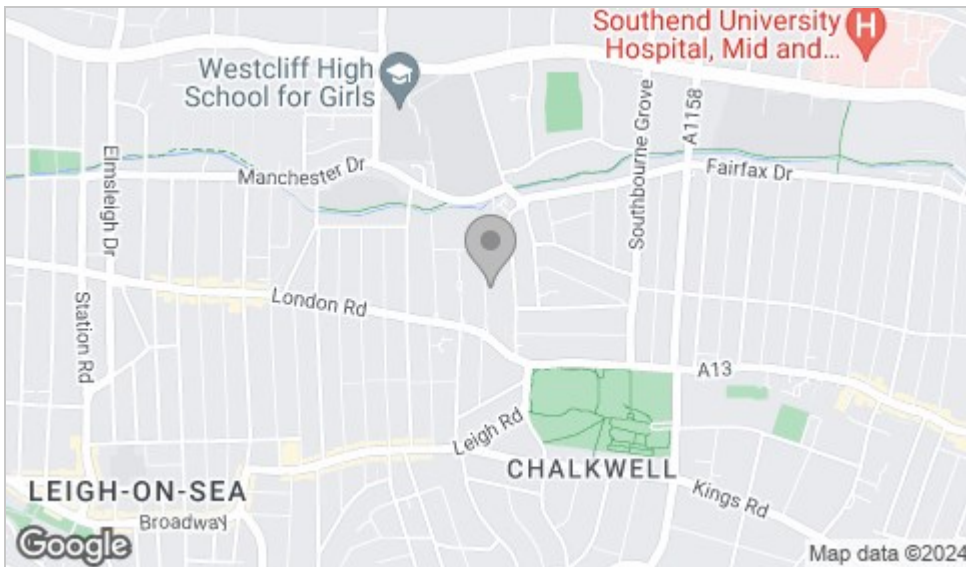 Southend University
Hospital, Mid and...
H
Westcliff High
School for Girls
Elmsleigh Dr
Manchester Dr
Southbourne Grove
A1158
Fairfax Dr
London Rd
Station Rd
A13
Leigh Rd
CHALKWELL
Kings Rd
LEIGH-ON-SEA
Broadway
Google
Map data ©2024